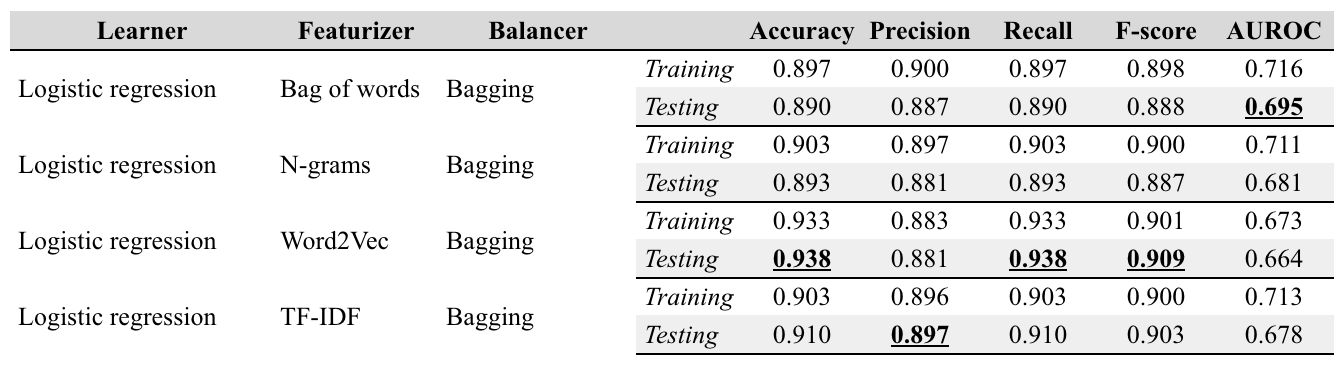 Learner Featurizer Balancer Accuracy Precision Recall F-score AUROC
Training 0.897 0.900 0.897 0.898 0.716
Logistic regression Bag of words Bagging
Testing 0.890 0.887 0.890 0.888 0.695
Training 0.903 0.897 0.903 0.900 0.711
Logistic regression N-grams Bagging
Testing 0.893 0.881 0.893 0.887 0.681
Training 0.933 0.883 0.933 0.901 0.673
Logistic regression Word2Vec Bagging
Testing 0.938 0.881 0.938 0.909 0.664
Training 0.903 0.896 0.903 0.900 0.713
Logistic regression TF-IDF Bagging
Testing 0.910 0.897 0.910 0.903 0.678